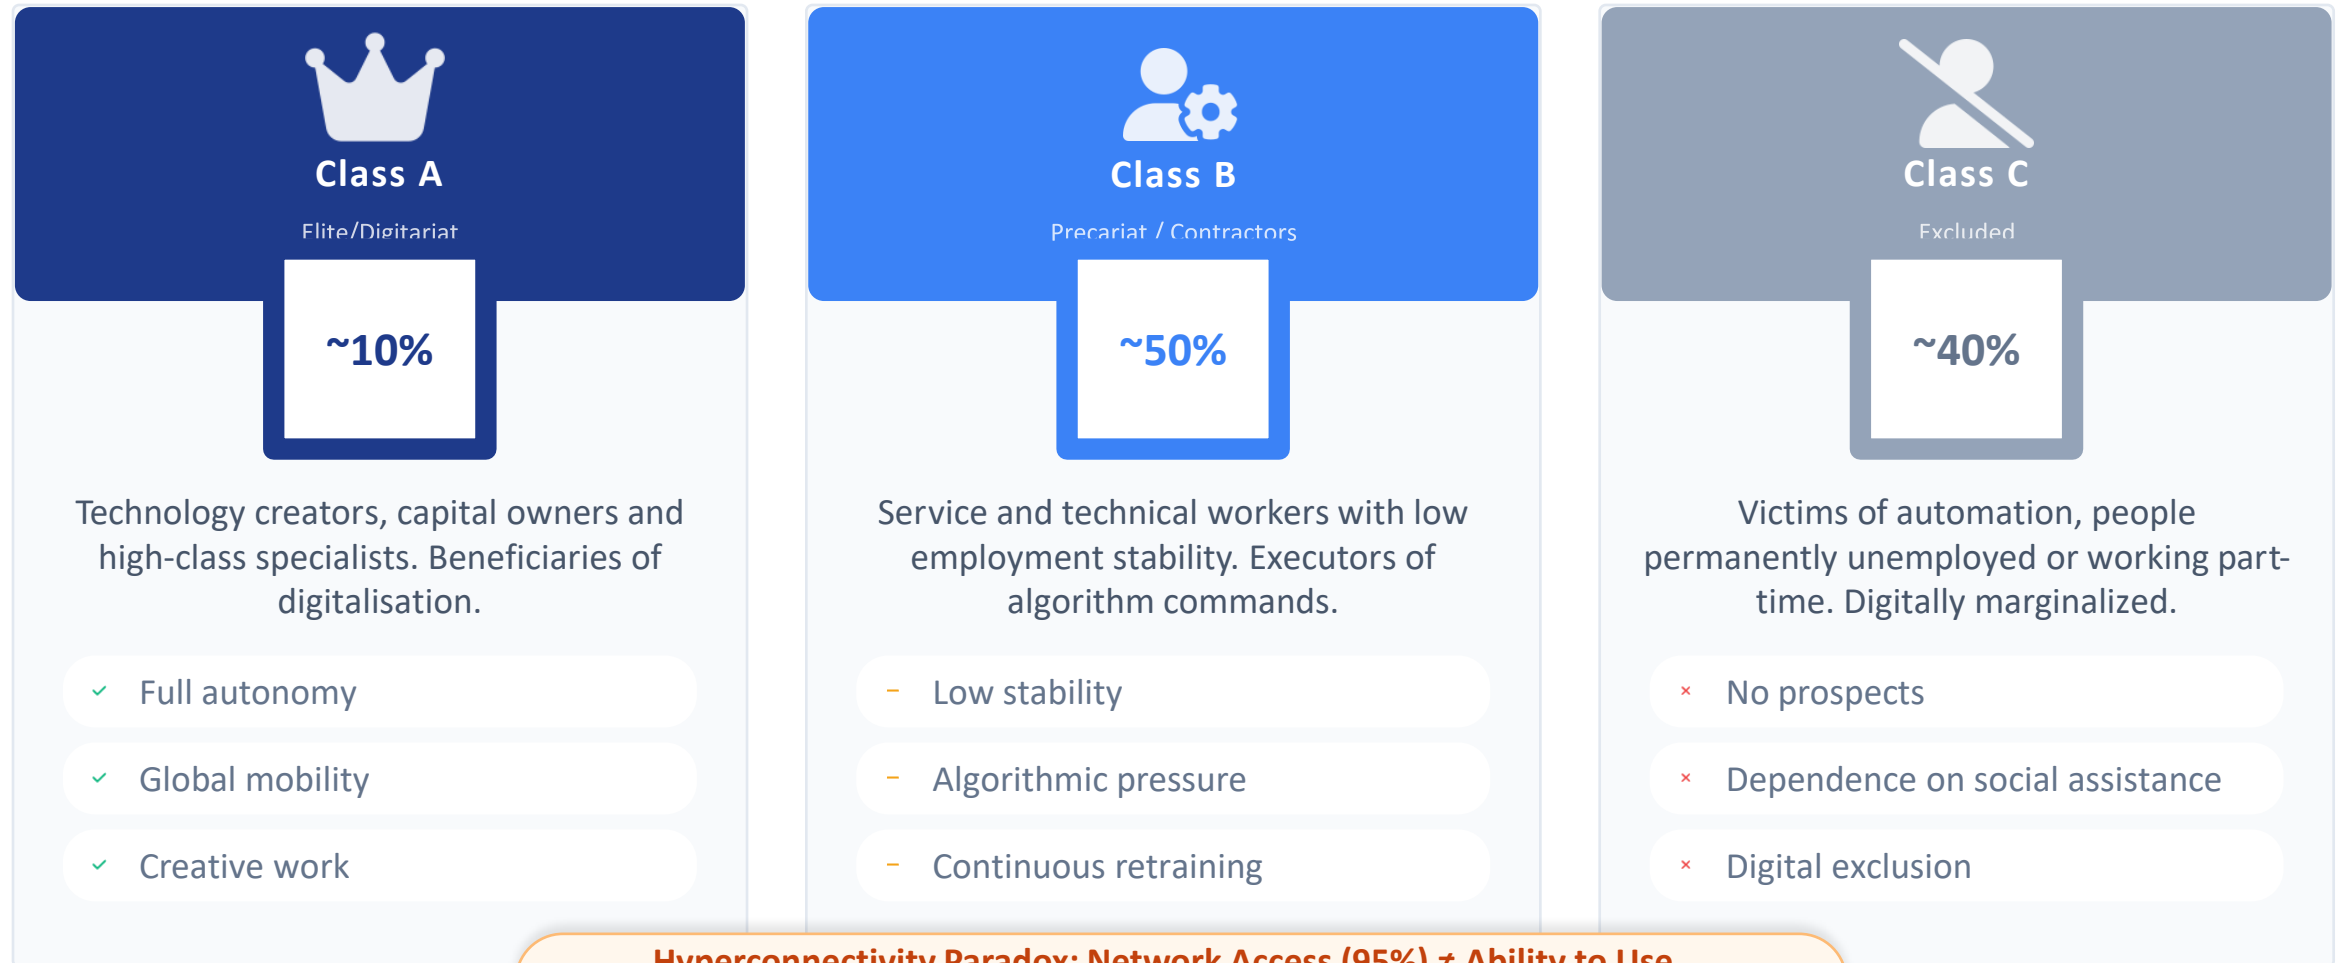 Class A
Elite/Digitariat
~10%
Technology creators, capital owners and
high-class specialists. Beneficiaries of
digitalisation.
Full autonomy
Global mobility
Creative work
Class B
Precariat / Contractors
~50%
Service and technical workers with low
employment stability. Executors of
algorithm commands.
Low stability
Algorithmic pressure
Continuous retraining
Class C
Excluded
~40%
Victims of automation, people
permanently unemployed or working part-
time. Digitally marginalized.
No prospects
Dependence on social assistance
Digital exclusion
Hyperconnectivity Paradox: Network Access (95%) ≠ Ability to Use